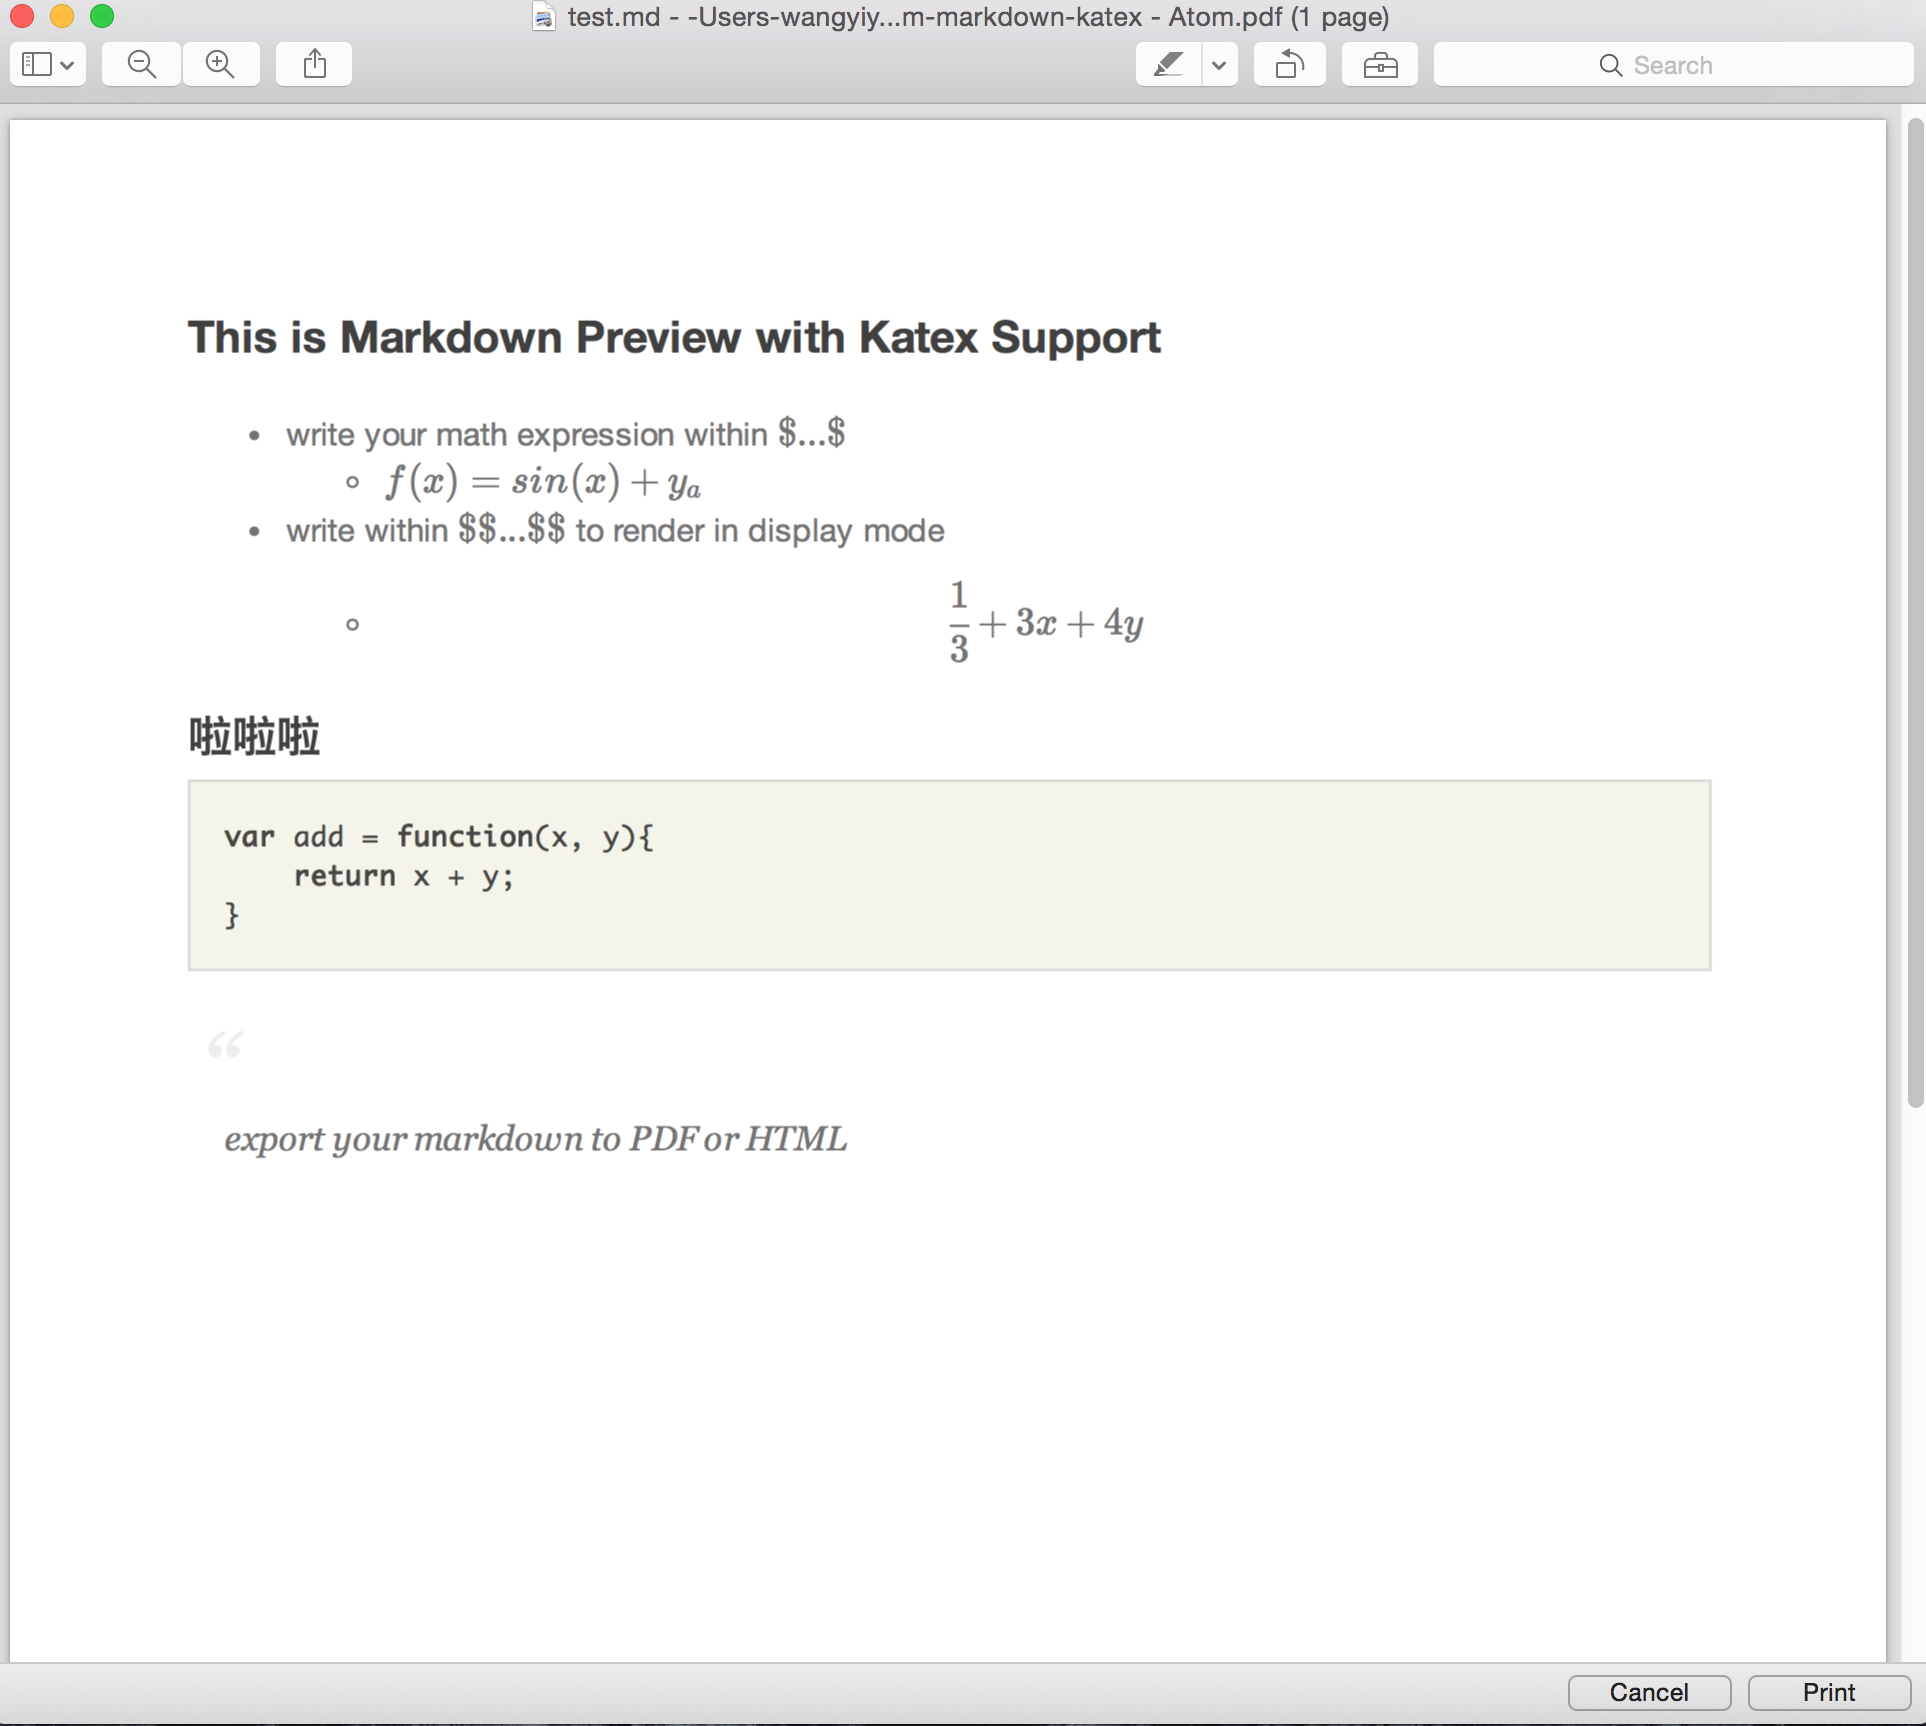 test.md - -Users-wangyiy...m-markdown-katex - Atom.pdf (1 page)
Search
This is Markdown Preview with Katex Support
• write your math expression within $...$
◦ f(x) = sin(x) + yₐ
• write within $$...$$ to render in display mode
◦ 1/3 + 3x + 4y
啦啦啦
var add = function(x, y){
    return x + y;
}
“
export your markdown to PDF or HTML
Cancel Print